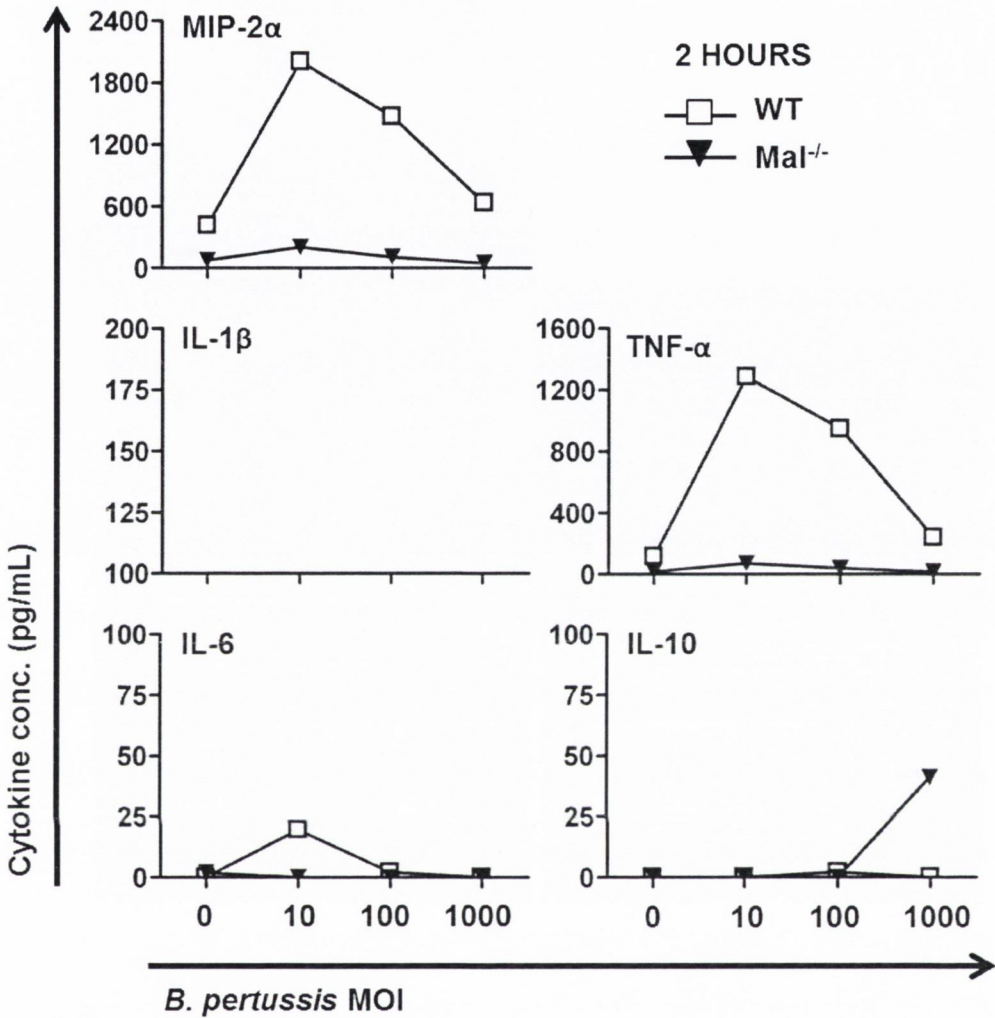 2400
MIP-2α
1800
1200
600
0
2 HOURS
WT
Mal-/-
200
IL-1β
175
150
125
100
1600
TNF-α
1200
800
400
0
100
IL-6
75
50
25
0
0 10 100 1000
100
IL-10
75
50
25
0
0 10 100 1000
Cytokine conc. (pg/mL)
B. pertussis MOI